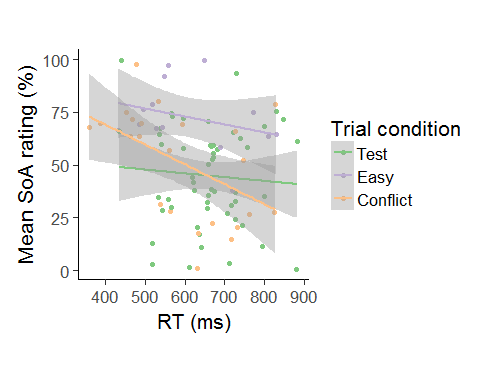 Mean SoA rating (%)
100
75
50
25
0
400 500 600 700 800 900
RT (ms)
Trial condition
Test
Easy
Conflict